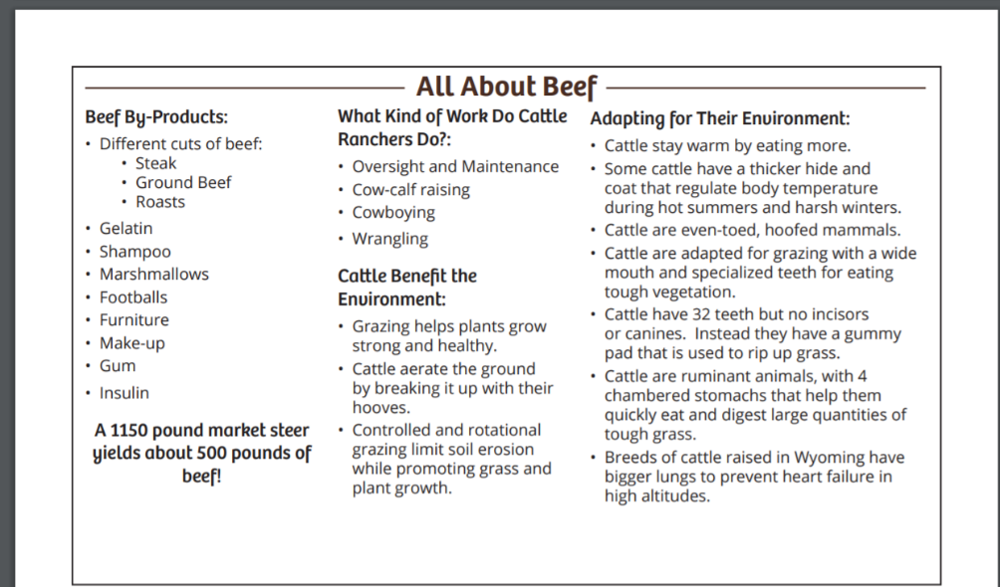 All About Beef
Beef By-Products:
• Different cuts of beef:
• Steak
• Ground Beef
• Roasts
• Gelatin
• Shampoo
• Marshmallows
• Footballs
• Furniture
• Make-up
• Gum
• Insulin
A 1150 pound market steer
yields about 500 pounds of
beef!
What Kind of Work Do Cattle
Ranchers Do?:
• Oversight and Maintenance
• Cow-calf raising
• Cowboying
• Wrangling
Cattle Benefit the
Environment:
• Grazing helps plants grow
strong and healthy.
• Cattle aerate the ground
by breaking it up with their
hooves.
• Controlled and rotational
grazing limit soil erosion
while promoting grass and
plant growth.
Adapting for Their Environment:
• Cattle stay warm by eating more.
• Some cattle have a thicker hide and
coat that regulate body temperature
during hot summers and harsh winters.
• Cattle are even-toed, hoofed mammals.
• Cattle are adapted for grazing with a wide
mouth and specialized teeth for eating
tough vegetation.
• Cattle have 32 teeth but no incisors
or canines.  Instead they have a gummy
pad that is used to rip up grass.
• Cattle are ruminant animals, with 4
chambered stomachs that help them
quickly eat and digest large quantities of
tough grass.
• Breeds of cattle raised in Wyoming have
bigger lungs to prevent heart failure in
high altitudes.